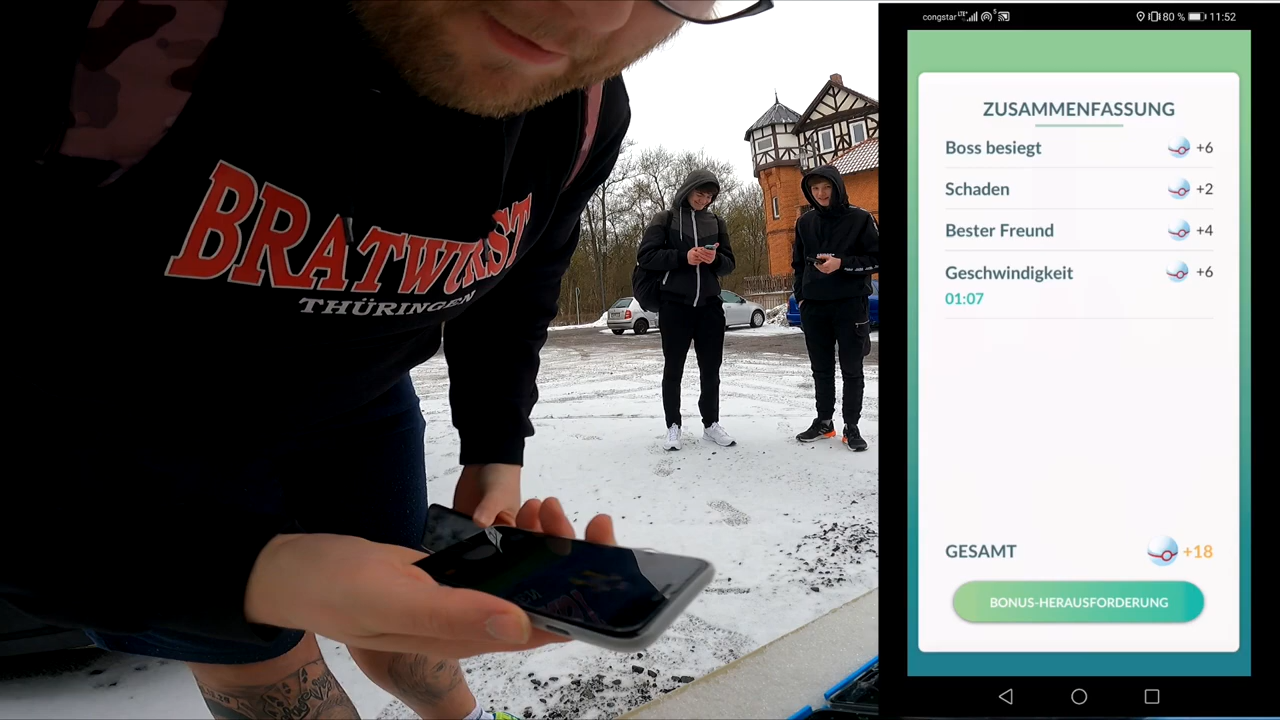 BRATWURST
THÜRINGEN
congstar
80 %
11:52
ZUSAMMENFASSUNG
Boss besiegt +6
Schaden +2
Bester Freund +4
Geschwindigkeit +6
01:07
GESAMT +18
BONUS-HERAUSFORDERUNG